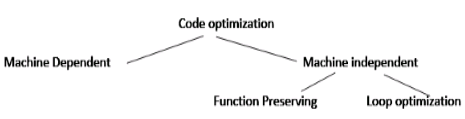 Code optimization
Machine Dependent
Machine independent
Function Preserving
Loop optimization